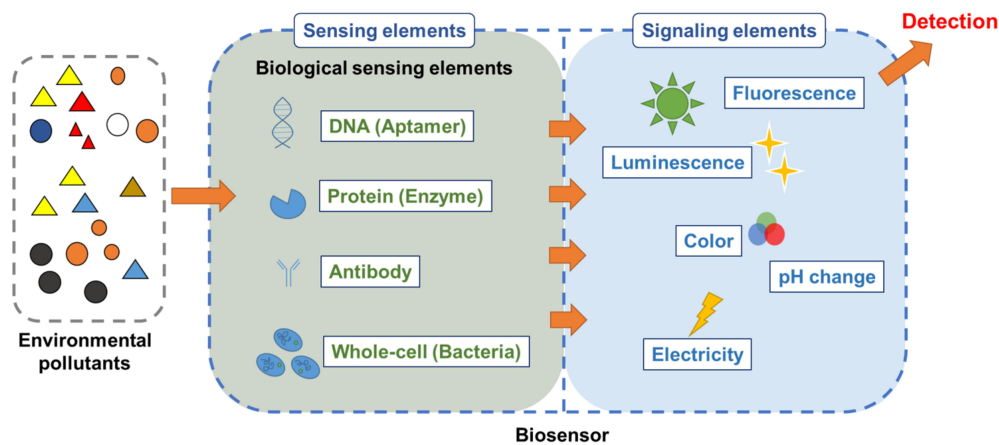 Sensing elements
Signaling elements
Detection
Biological sensing elements
DNA (Aptamer)
Protein (Enzyme)
Antibody
Whole-cell (Bacteria)
Fluorescence
Luminescence
Color
pH change
Electricity
Environmental
pollutants
Biosensor